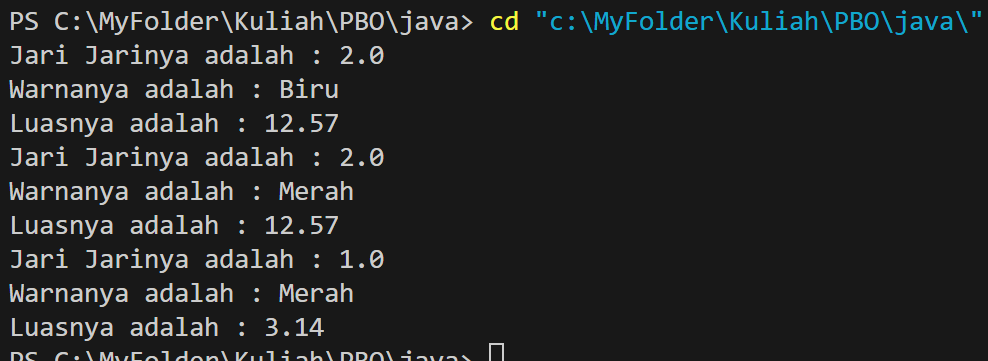 PS C:\MyFolder\Kuliah\PBO\java> cd "c:\MyFolder\Kuliah\PBO\java\"
Jari Jarinya adalah : 2.0
Warnanya adalah : Biru
Luasnya adalah : 12.57
Jari Jarinya adalah : 2.0
Warnanya adalah : Merah
Luasnya adalah : 12.57
Jari Jarinya adalah : 1.0
Warnanya adalah : Merah
Luasnya adalah : 3.14
PS C:\MyFolder\Kuliah\PBO\java>